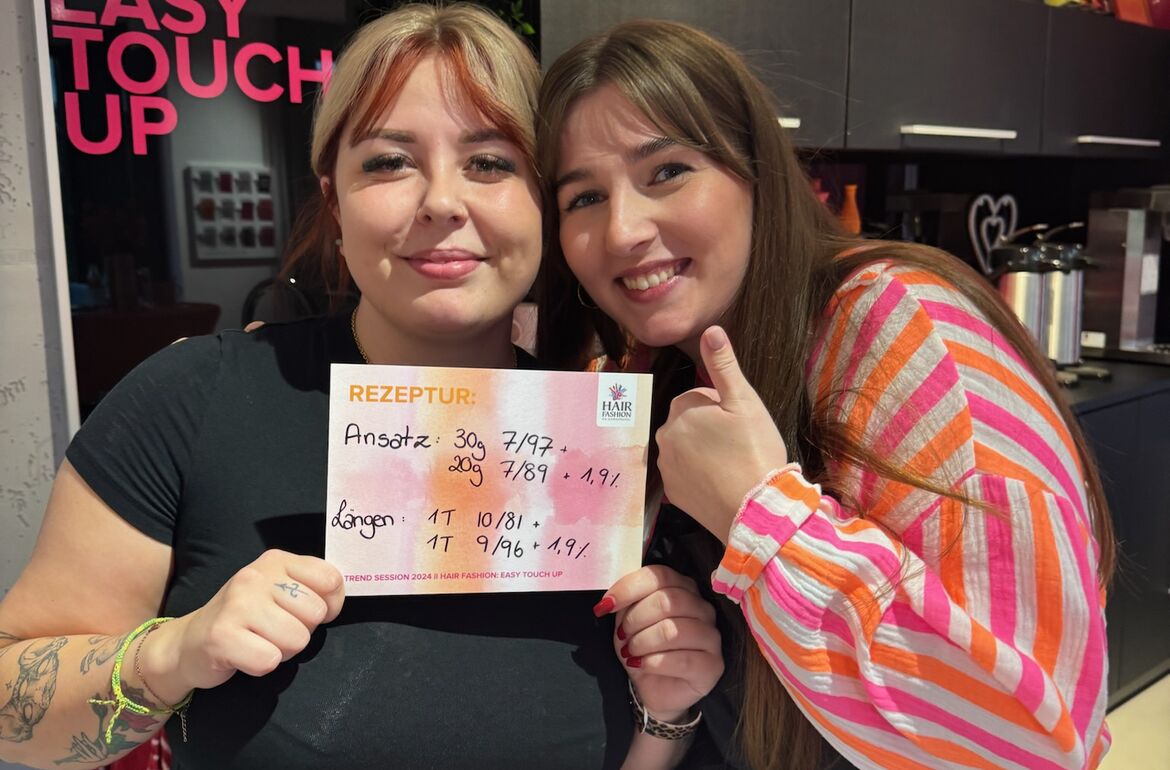 EASY
TOUCH
UP
REZEPTUR:
HAIR
FASHION
Ansatz: 30g 7/97 +
20g 7/89 + 1,9%
Längen: 1T 10/81 +
1T 9/96 + 1,9%
TREND SESSION 2024 II HAIR FASHION: EASY TOUCH UP